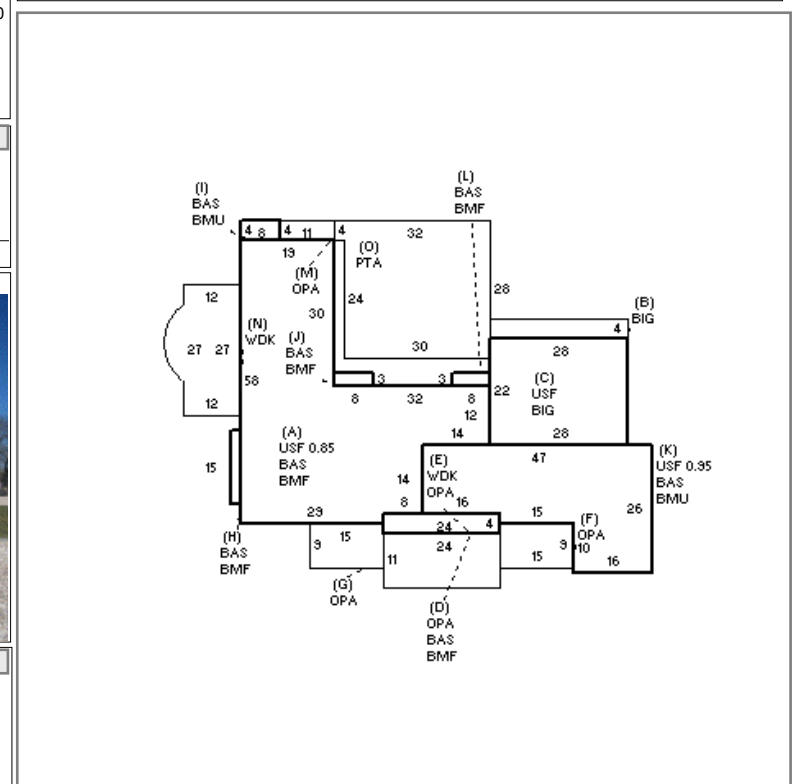 (L)
BAS
BMF
(I)
BAS
BMU
4 8 4 11 4 32
19
(O)
PTA
(M)
OPA
24
30
28
(B)
BIG
4
12
(N)
WDK
27 27
(J)
BAS
BMF
30
28
3 3
58
8 32 8
22
(C)
USF
BIG
12
12
14
28
(A)
USF 0.85
BAS
BMF
47
(K)
USF 0.95
BAS
BMU
(E)
WDK
OPA
15
14
8
16
26
29
24 4
15
(F)
OPA
10
9
15
24
9
15
16
11
(H)
BAS
BMF
(G)
OPA
(D)
OPA
BAS
BMF